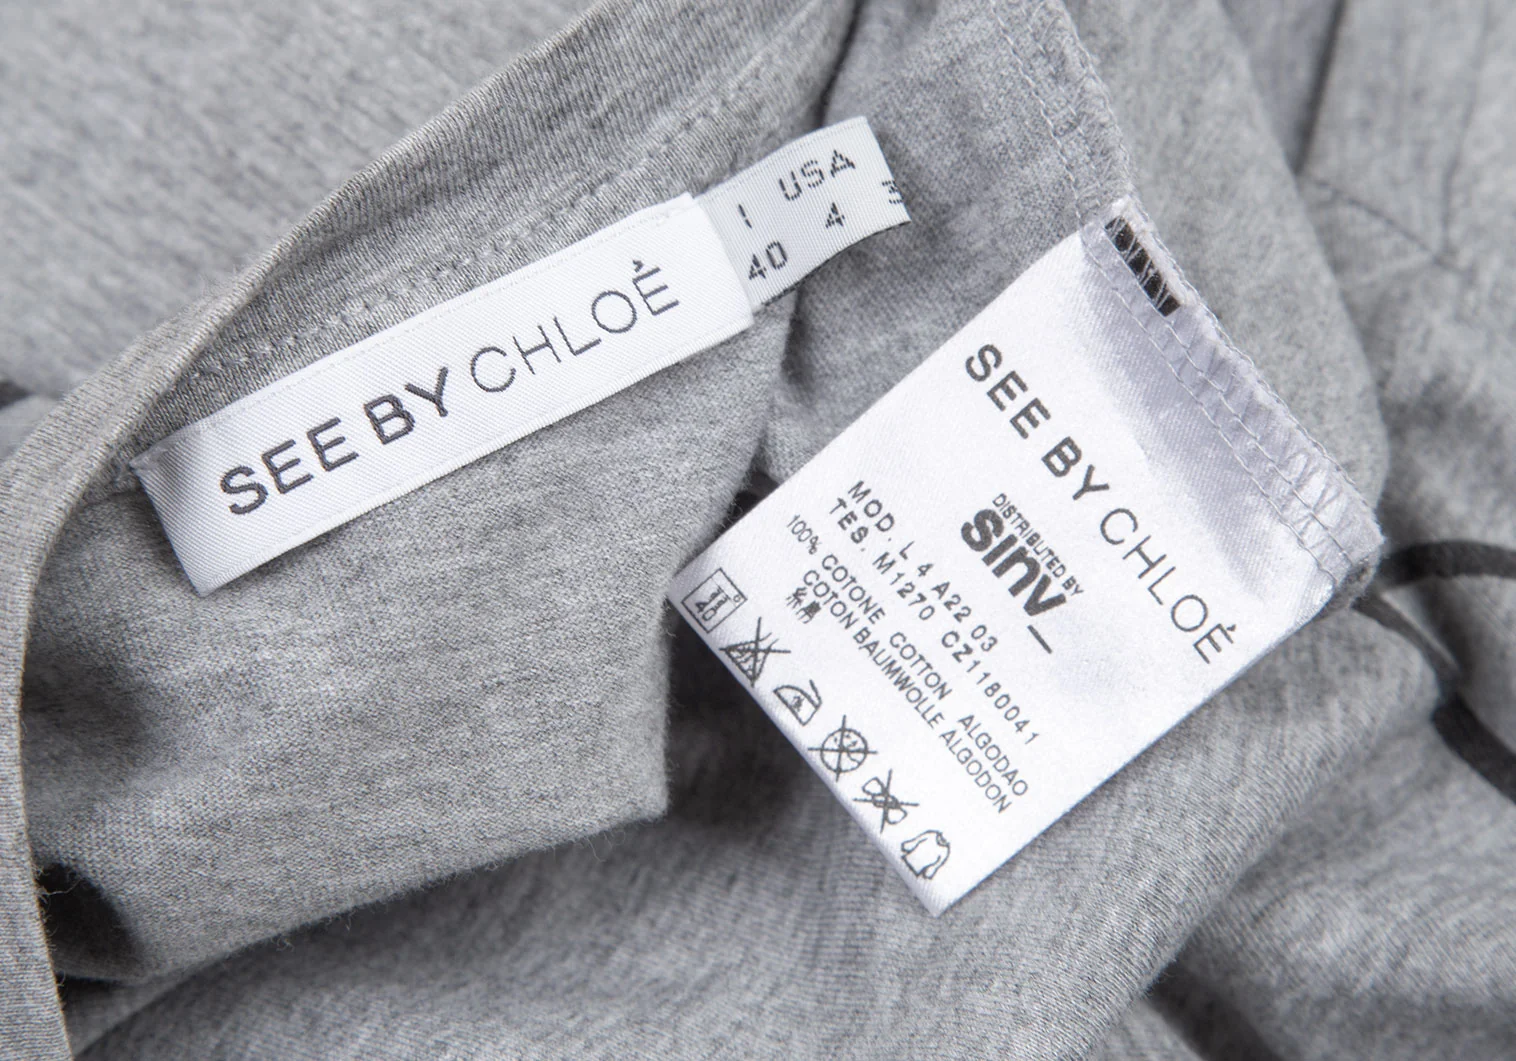 SEE BY CHLOÉ
I USA
40 4
SEE BY CHLOÉ
DISTRIBUTED BY
sinv_
MOD. L 4 A22 03
TES. M1270 CZ1180041
100% COTONE COTTON ALGODAO
COTON BAUMWOLLE ALGODON
40°